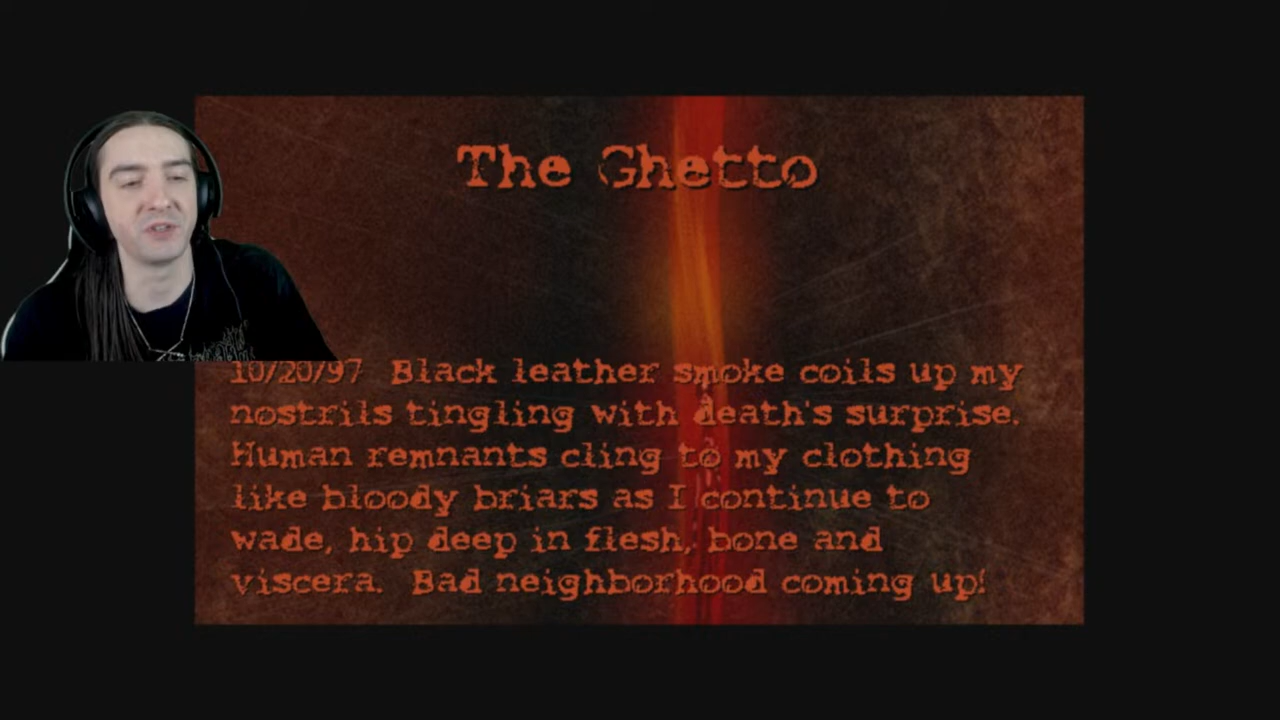 The Ghetto
10/20/97 Black leather smoke coils up my
nostrils tingling with death's surprise.
Human remnants cling to my clothing
like bloody briars as I continue to
wade, hip deep in flesh, bone and
viscera. Bad neighborhood coming up!